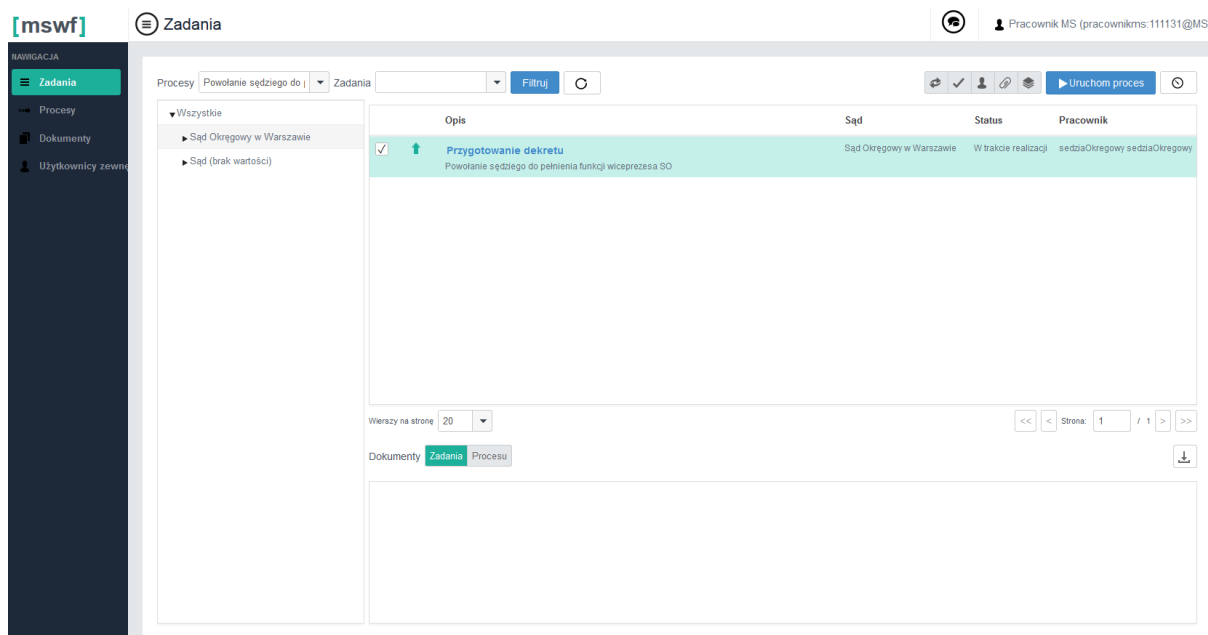 [mswf]
Zadania
Pracownik MS (pracownikms:111131@MS
NAWIGACJA
Zadania
Procesy
Dokumenty
Użytkownicy zewnę
Procesy Powołanie sędziego do p Zadania Filtruj Uruchom proces
Wszystkie
Sąd Okręgowy w Warszawie
Sąd (brak wartości)
Opis Sąd Status Pracownik
Przygotowanie dekretu Sąd Okręgowy w Warszawie W trakcie realizacji sedziaOkregowy sedziaOkregowy
Powołanie sędziego do pełnienia funkcji wiceprezesa SO
Wierszy na stronę 20 << < Strona: 1 / 1 > >>
Dokumenty Zadania Procesu